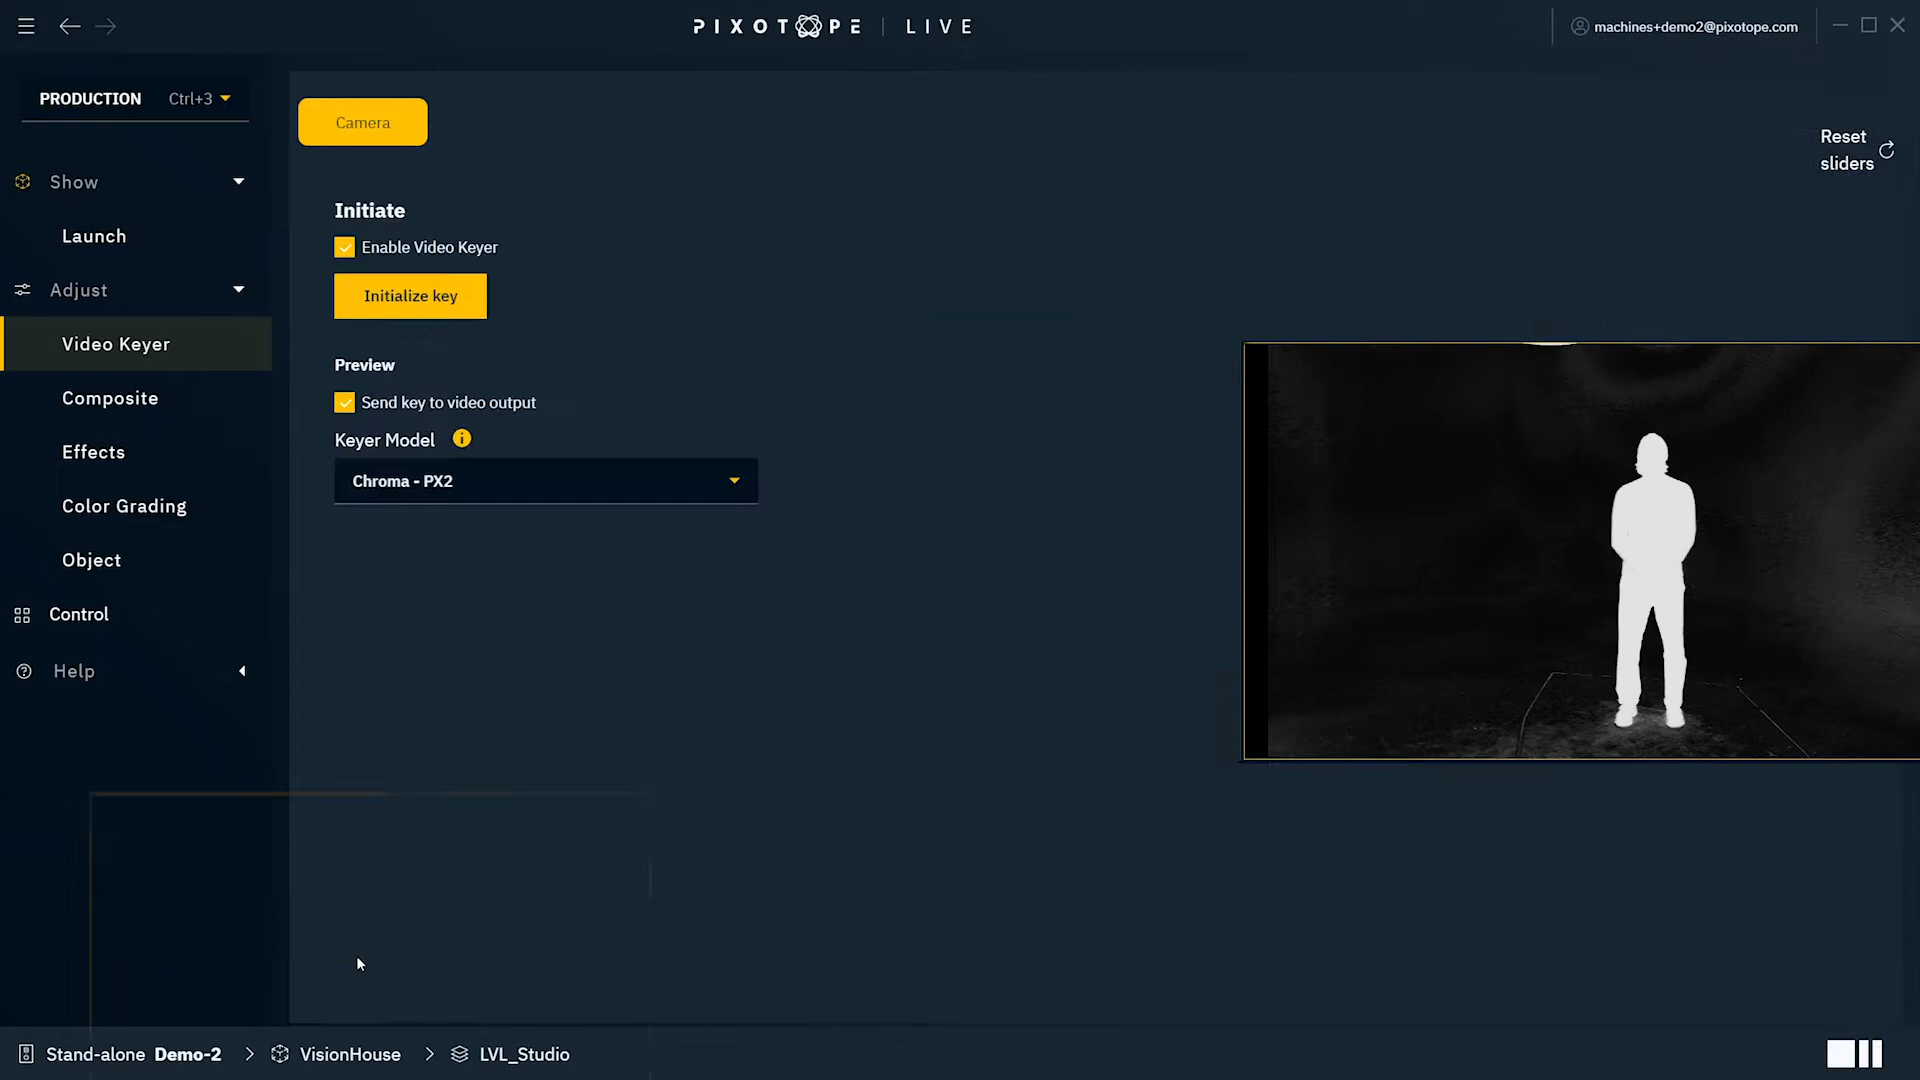 PIXOTOPE | LIVE
machines+demo2@pixotope.com
PRODUCTION Ctrl+3
Camera
Reset
sliders
Show
Launch
Adjust
Video Keyer
Composite
Effects
Color Grading
Object
Control
Help
Initiate
Enable Video Keyer
Initialize key
Preview
Send key to video output
Keyer Model
Chroma - PX2
Stand-alone Demo-2 > VisionHouse > LVL_Studio